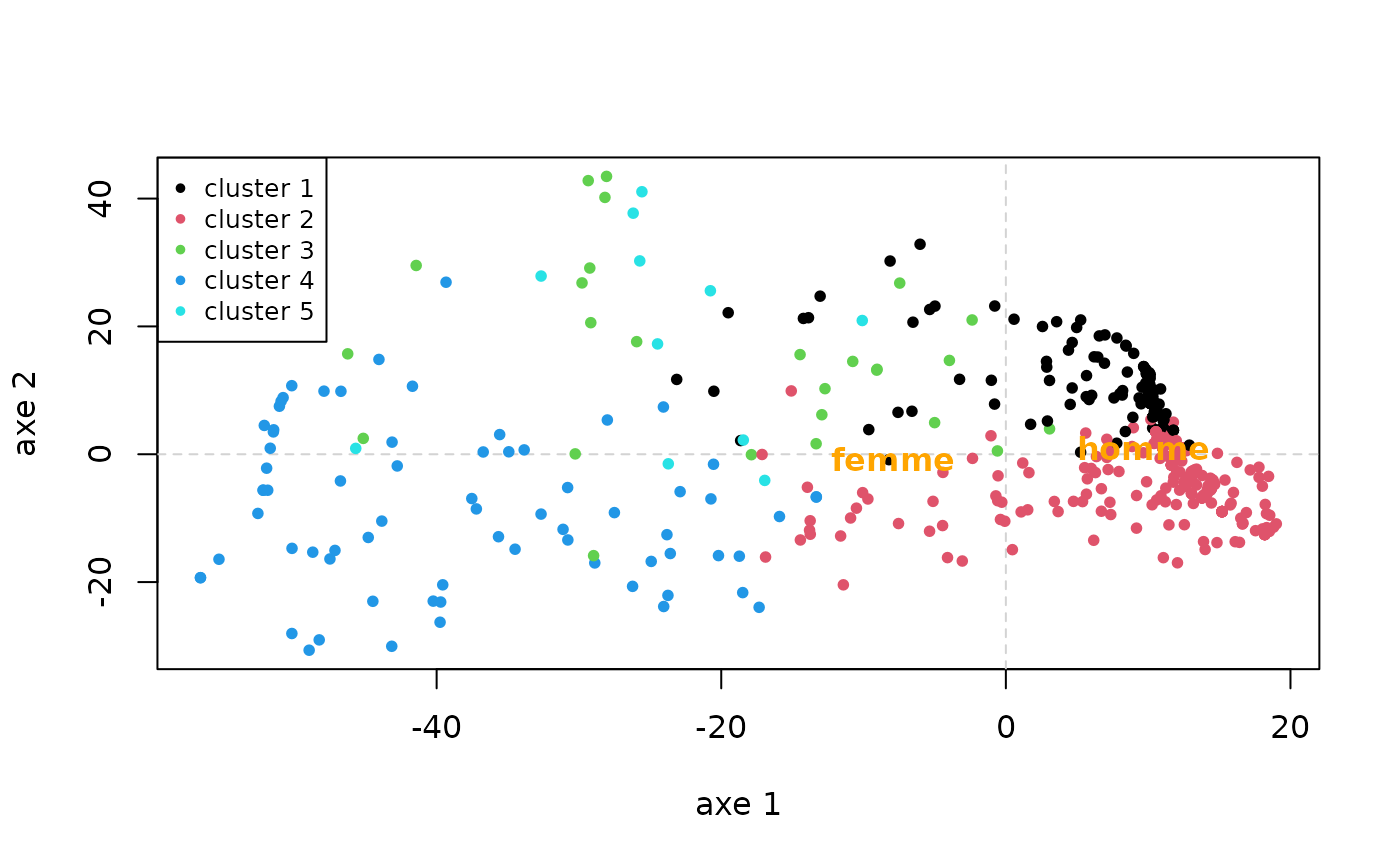 cluster 1
cluster 2
cluster 3
cluster 4
cluster 5
40
20
0
-20
axe 2
femme
homme
-40
-20
0
20
axe 1